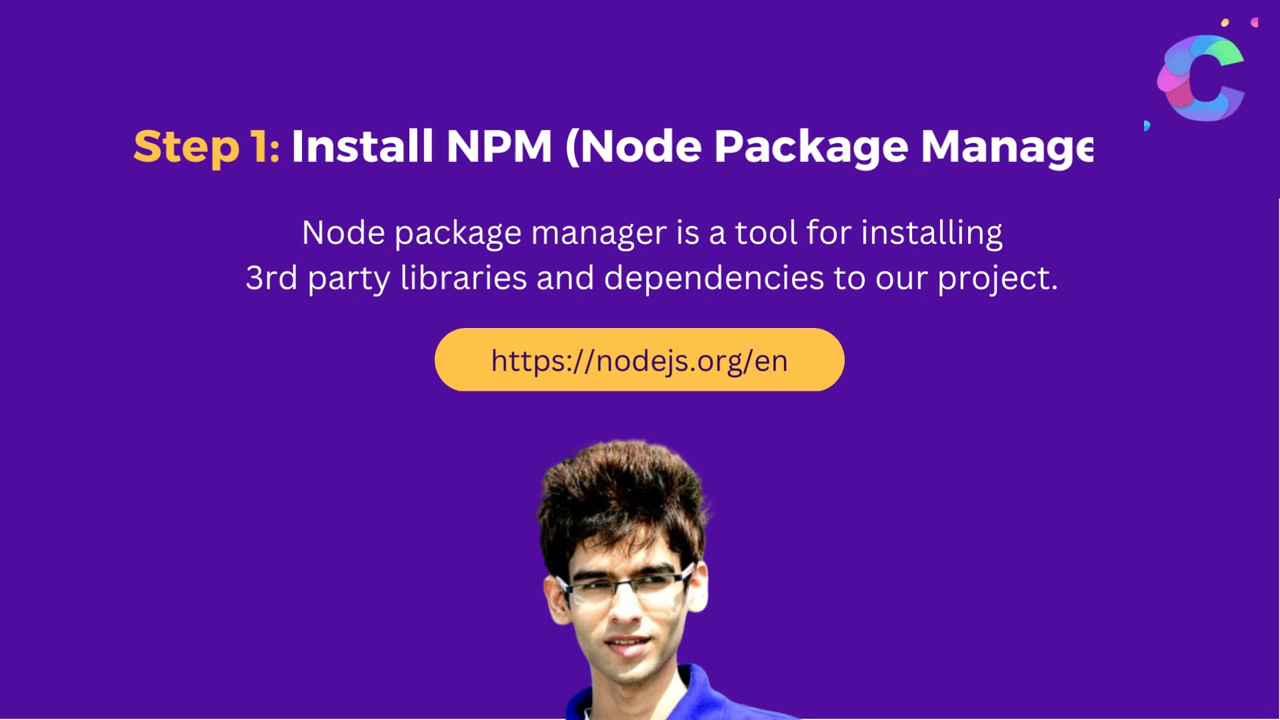 Step 1: Install NPM (Node Package Manage
Node package manager is a tool for installing
3rd party libraries and dependencies to our project.
https://nodejs.org/en